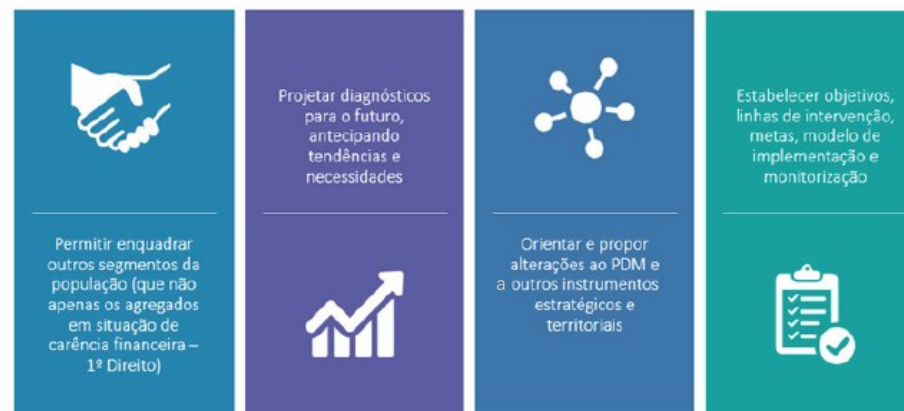 Permitir enquadrar
outros segmentos da
população (que não
apenas os agregados
em situação de
carência financeira –
1º Direito)
Projetar diagnósticos
para o futuro,
antecipando
tendências e
necessidades
Orientar e propor
alterações ao PDM e
a outros instrumentos
estratégicos e
territoriais
Estabelecer objetivos,
linhas de intervenção,
metas, modelo de
implementação e
monitorização